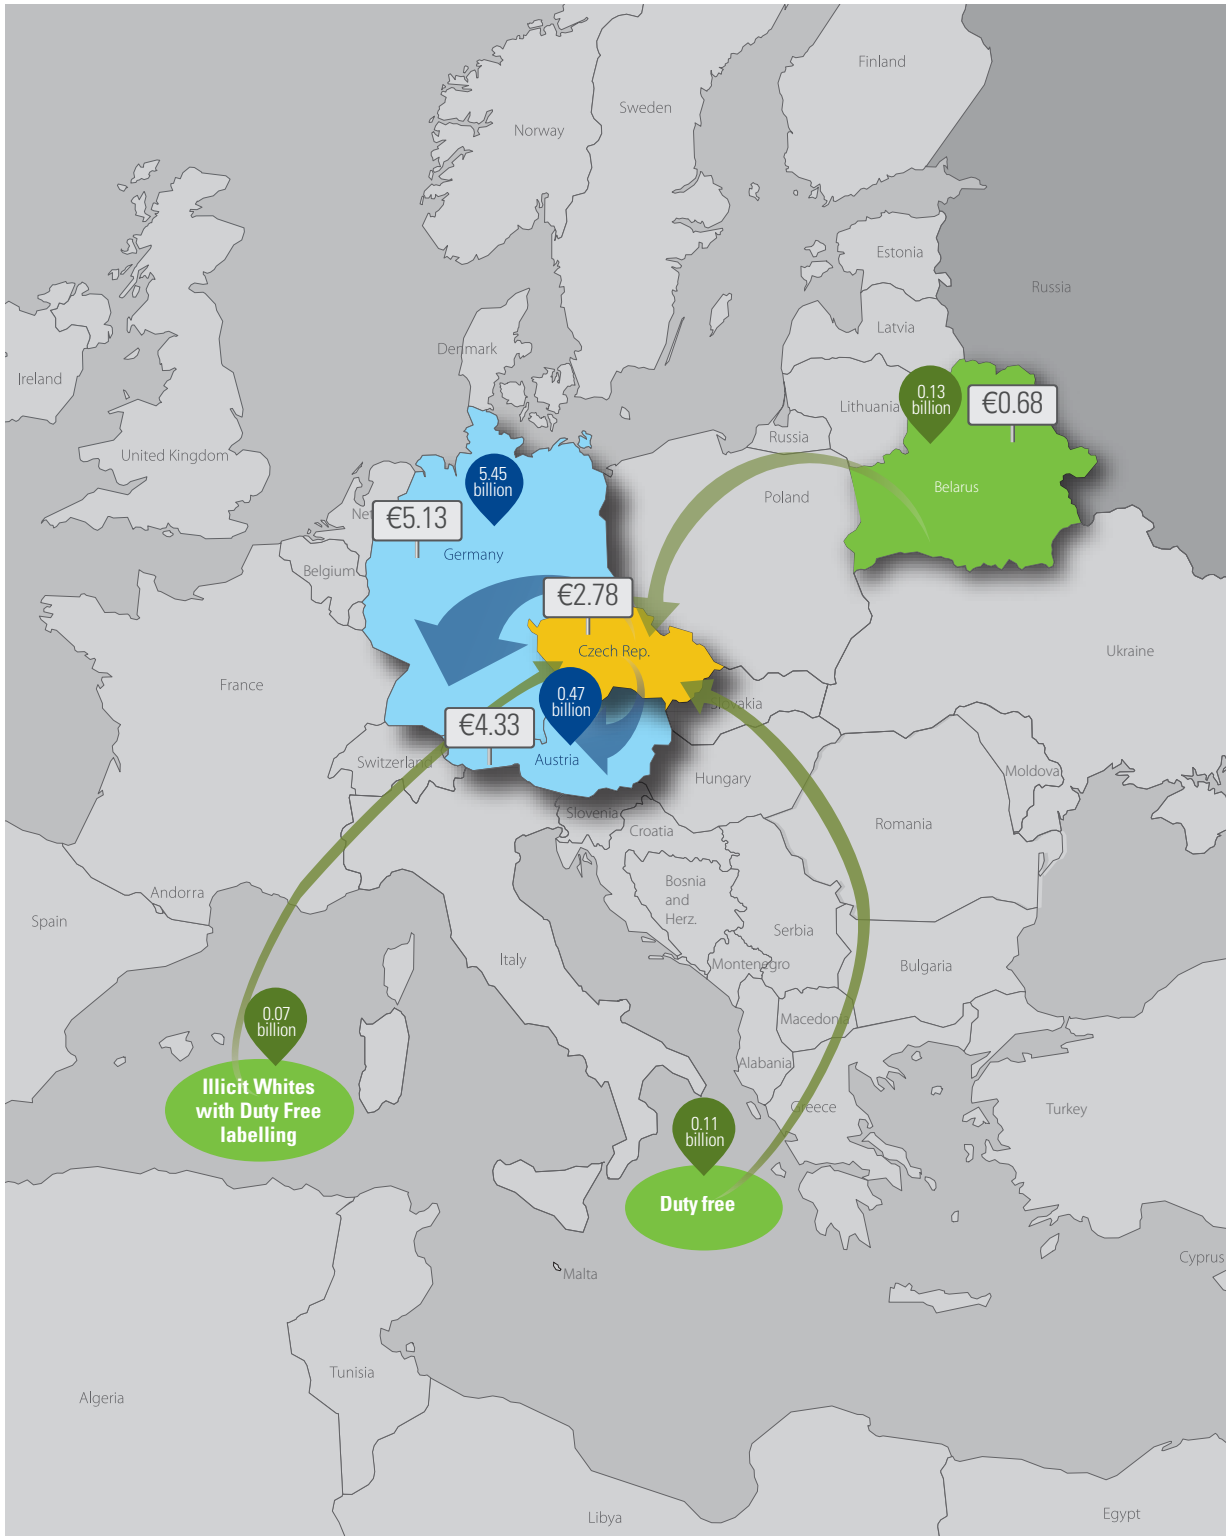 Finland
Sweden
Norway
Estonia
Russia
Latvia
Denmark
Ireland
0.13
billion
€0.68
Lithuania
Russia
United Kingdom
5.45
billion
Belarus
Poland
Net
€5.13
Germany
Belgium
€2.78
Czech Rep.
Ukraine
France
0.47
billion
Slovakia
€4.33
Switzerland
Austria
Hungary
Moldova
Slovenia
Croatia
Romania
Andorra
Bosnia
and
Herz.
Spain
Serbia
Italy
Montenegro
Bulgaria
0.07
billion
Macedonia
Alabania
Illicit Whites
with Duty Free
labelling
Greece
Turkey
0.11
billion
Duty free
Malta
Cyprus
Tunisia
Algeria
Libya
Egypt